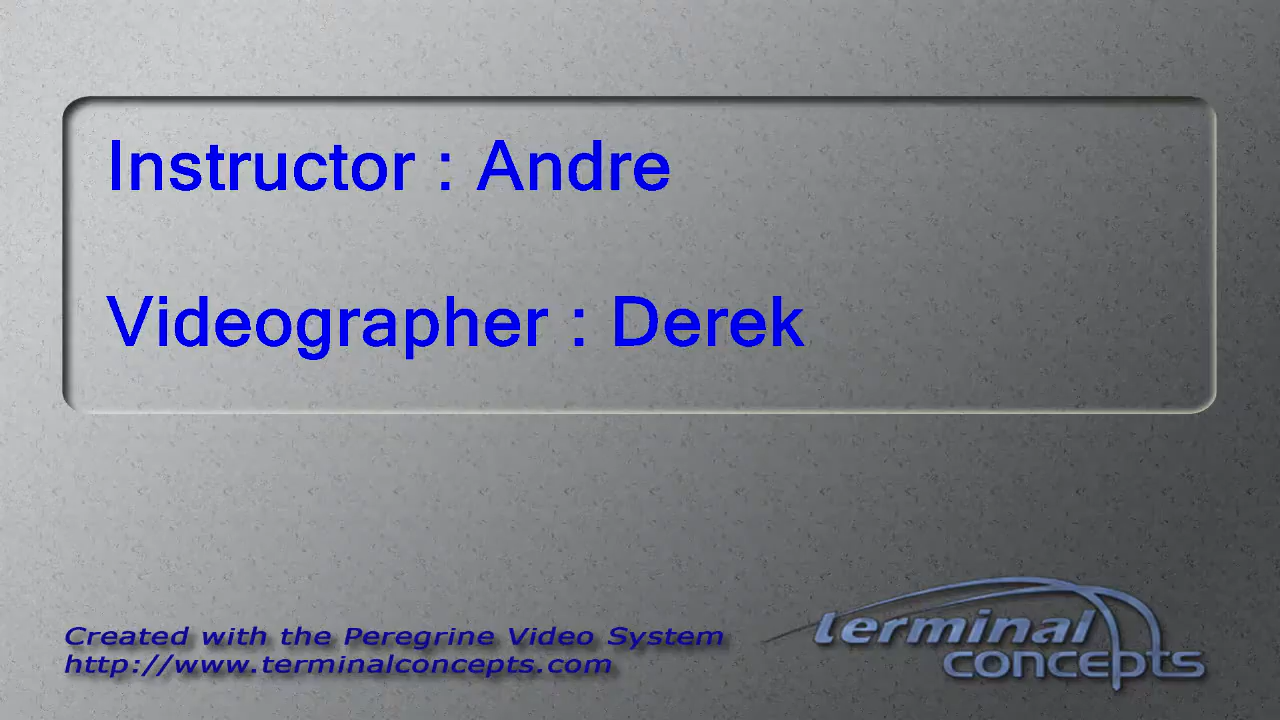 Instructor : Andre
Videographer : Derek
Created with the Peregrine Video System
http://www.terminalconcepts.com
terminal
concepts